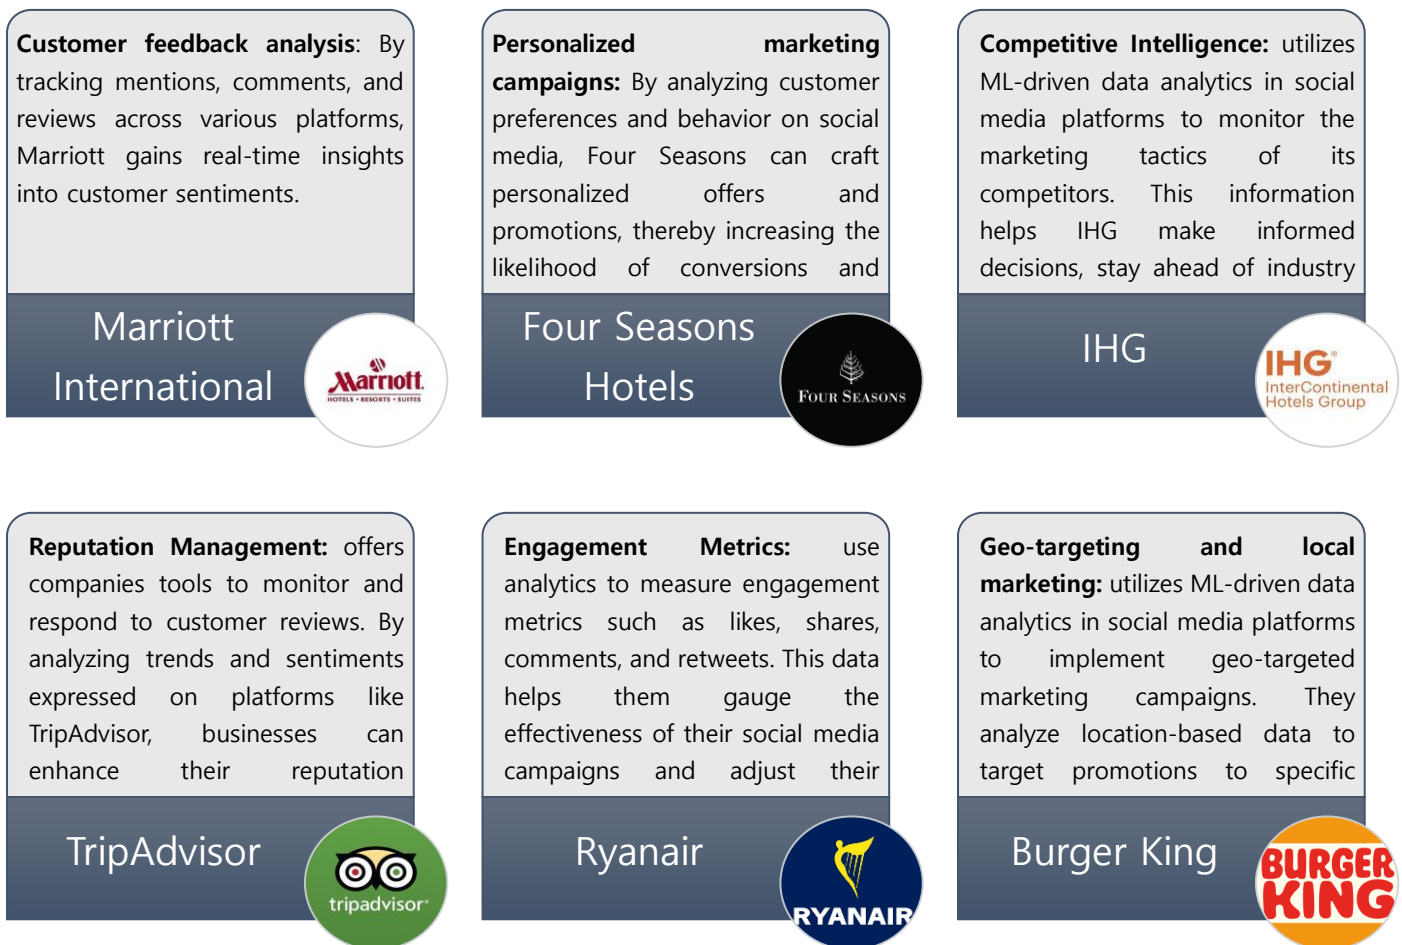 Customer feedback analysis: By
tracking mentions, comments, and
reviews across various platforms,
Marriott gains real-time insights
into customer sentiments.
Marriott
International
Marriott.
HOTELS • RESORTS • SUITES
Personalized marketing
campaigns: By analyzing customer
preferences and behavior on social
media, Four Seasons can craft
personalized offers and
promotions, thereby increasing the
likelihood of conversions and
Four Seasons
Hotels
FOUR SEASONS
Competitive Intelligence: utilizes
ML-driven data analytics in social
media platforms to monitor the
marketing tactics of its
competitors. This information
helps IHG make informed
decisions, stay ahead of industry
IHG
IHG®
InterContinental
Hotels Group
Reputation Management: offers
companies tools to monitor and
respond to customer reviews. By
analyzing trends and sentiments
expressed on platforms like
TripAdvisor, businesses can
enhance their reputation
TripAdvisor
tripadvisor®
Engagement Metrics: use
analytics to measure engagement
metrics such as likes, shares,
comments, and retweets. This data
helps them gauge the
effectiveness of their social media
campaigns and adjust their
Ryanair
RYANAIR
Geo-targeting and local
marketing: utilizes ML-driven data
analytics in social media platforms
to implement geo-targeted
marketing campaigns. They
analyze location-based data to
target promotions to specific
Burger King
BURGER
KING